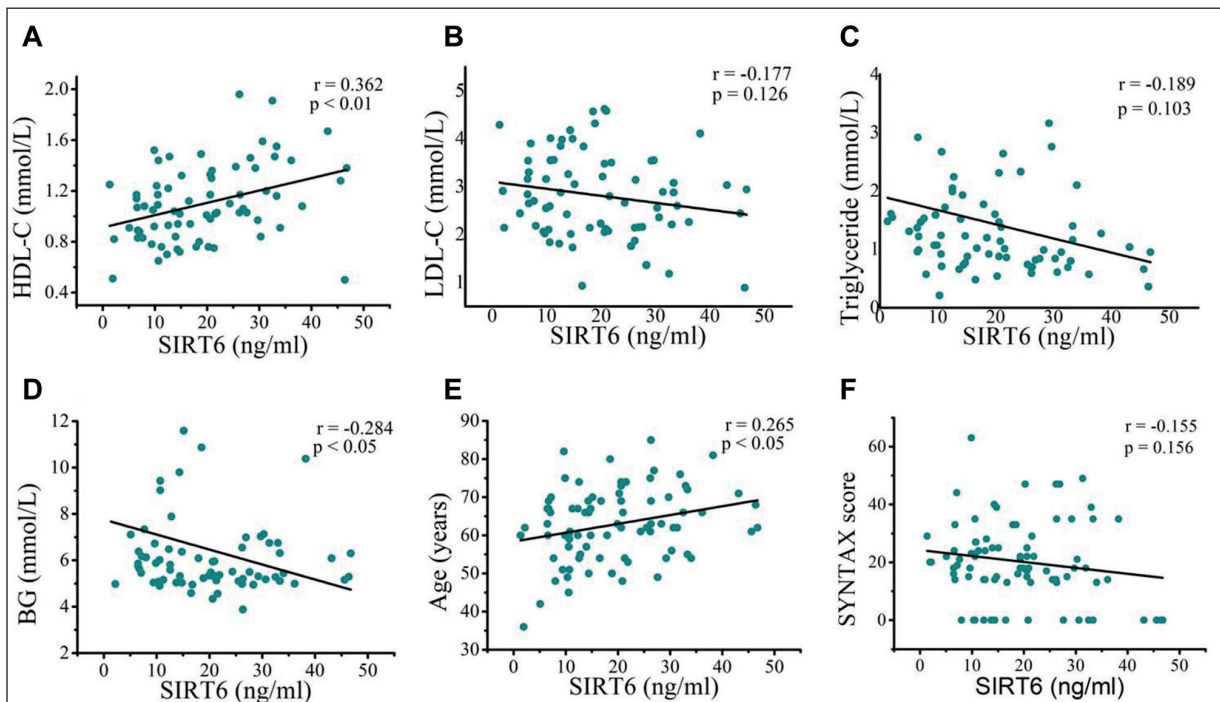 A
r = 0.362
p < 0.01
HDL-C (mmol/L)
2.0
1.6
1.2
0.8
0.4
0 10 20 30 40 50
SIRT6 (ng/ml)
B
r = -0.177
p = 0.126
LDL-C (mmol/L)
5
4
3
2
1
0 10 20 30 40 50
SIRT6 (ng/ml)
C
r = -0.189
p = 0.103
Triglyceride (mmol/L)
4
3
2
1
0
0 10 20 30 40 50
SIRT6 (ng/ml)
D
r = -0.284
p < 0.05
BG (mmol/L)
12
10
8
6
4
2
0 10 20 30 40 50
SIRT6 (ng/ml)
E
r = 0.265
p < 0.05
Age (years)
90
80
70
60
50
40
30
0 10 20 30 40 50
SIRT6 (ng/ml)
F
r = -0.155
p = 0.156
SYNTAX score
60
40
20
0
0 10 20 30 40 50
SIRT6 (ng/ml)